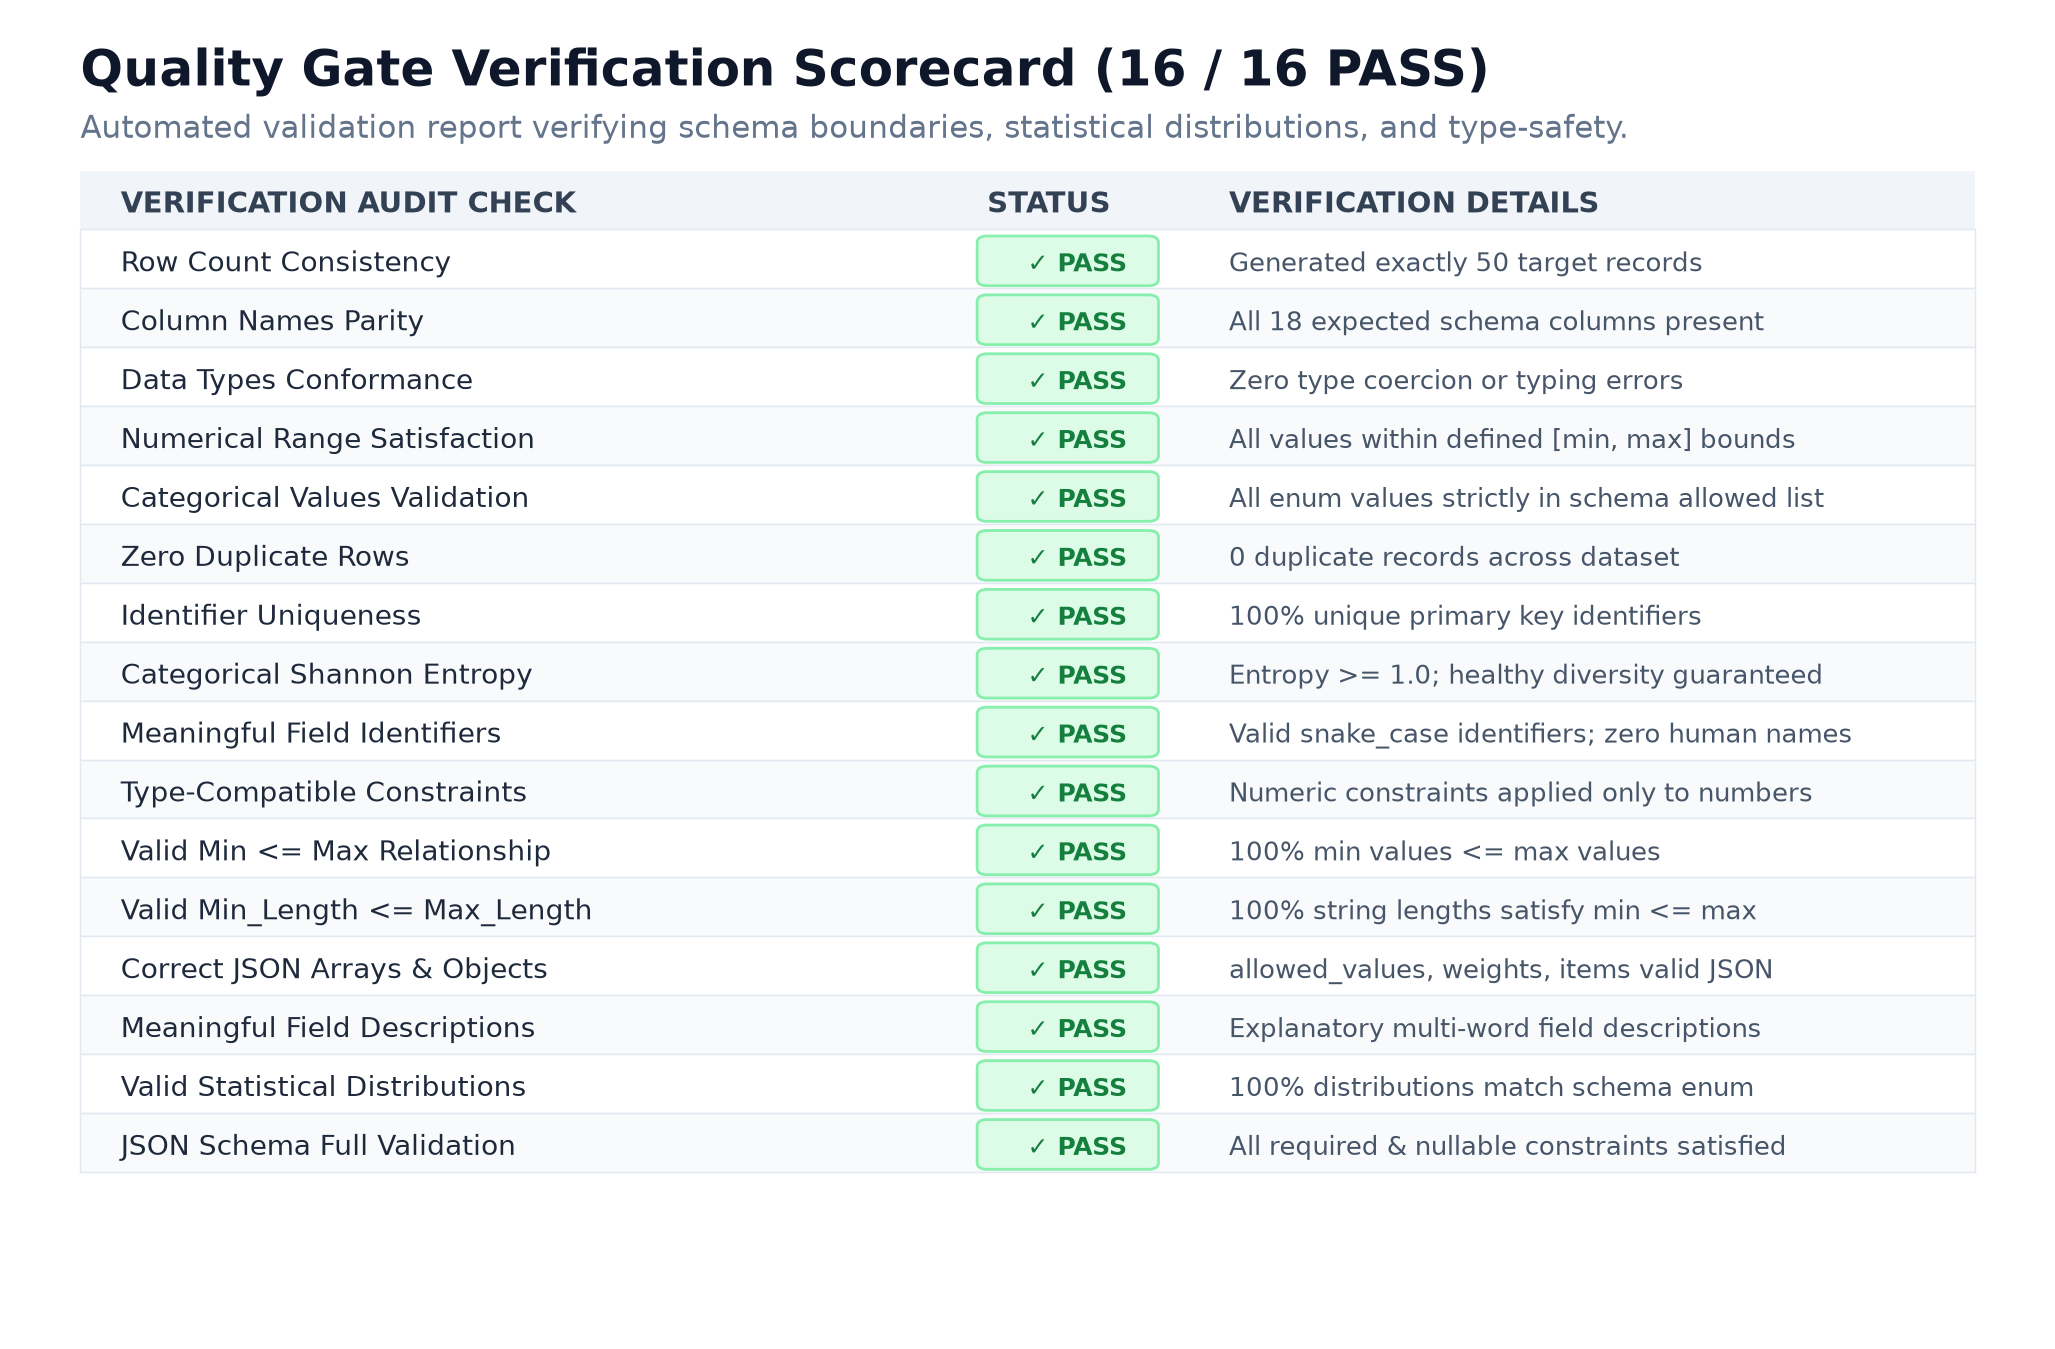 Quality Gate Verification Scorecard (16 / 16 PASS)
Automated validation report verifying schema boundaries, statistical distributions, and type-safety.
VERIFICATION AUDIT CHECK STATUS VERIFICATION DETAILS
Row Count Consistency ✓ PASS Generated exactly 50 target records
Column Names Parity ✓ PASS All 18 expected schema columns present
Data Types Conformance ✓ PASS Zero type coercion or typing errors
Numerical Range Satisfaction ✓ PASS All values within defined [min, max] bounds
Categorical Values Validation ✓ PASS All enum values strictly in schema allowed list
Zero Duplicate Rows ✓ PASS 0 duplicate records across dataset
Identifier Uniqueness ✓ PASS 100% unique primary key identifiers
Categorical Shannon Entropy ✓ PASS Entropy >= 1.0; healthy diversity guaranteed
Meaningful Field Identifiers ✓ PASS Valid snake_case identifiers; zero human names
Type-Compatible Constraints ✓ PASS Numeric constraints applied only to numbers
Valid Min <= Max Relationship ✓ PASS 100% min values <= max values
Valid Min_Length <= Max_Length ✓ PASS 100% string lengths satisfy min <= max
Correct JSON Arrays & Objects ✓ PASS allowed_values, weights, items valid JSON
Meaningful Field Descriptions ✓ PASS Explanatory multi-word field descriptions
Valid Statistical Distributions ✓ PASS 100% distributions match schema enum
JSON Schema Full Validation ✓ PASS All required & nullable constraints satisfied